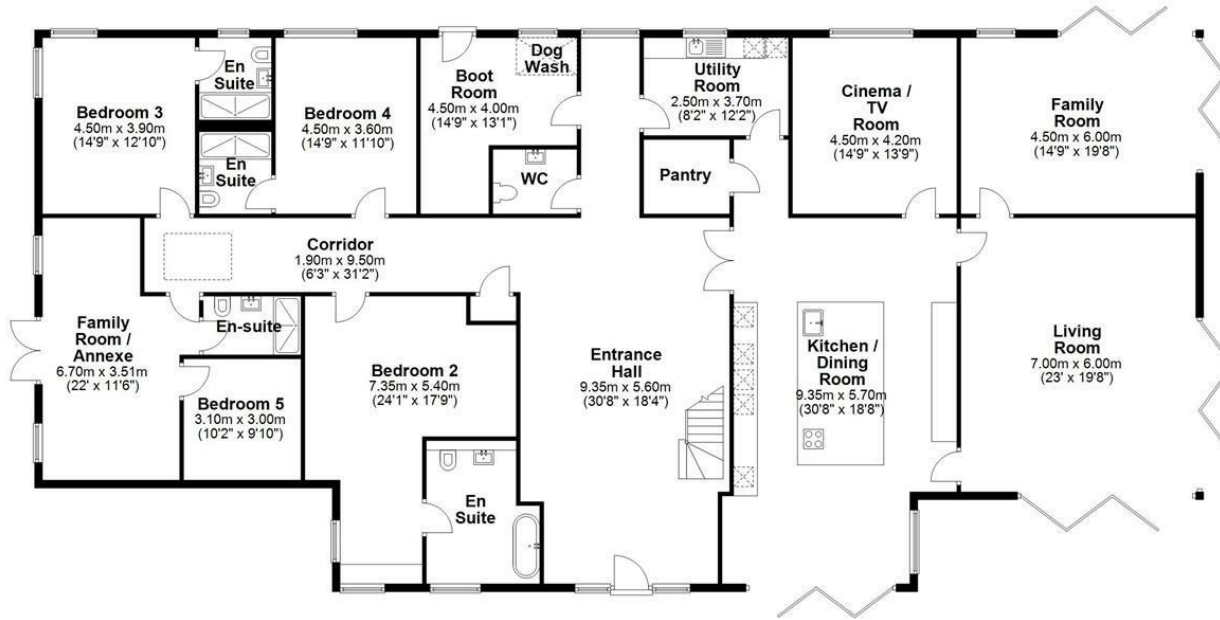 Bedroom 3
4.50m x 3.90m
(14'9" x 12'10")
En
Suite
En
Suite
Bedroom 4
4.50m x 3.60m
(14'9" x 11'10")
Boot
Room
4.50m x 4.00m
(14'9" x 13'1")
Dog
Wash
WC
Utility
Room
2.50m x 3.70m
(8'2" x 12'2")
Pantry
Cinema /
TV
Room
4.50m x 4.20m
(14'9" x 13'9")
Family
Room
4.50m x 6.00m
(14'9" x 19'8")
Corridor
1.90m x 9.50m
(6'3" x 31'2")
Family
Room /
Annexe
6.70m x 3.51m
(22' x 11'6")
En-suite
Bedroom 5
3.10m x 3.00m
(10'2" x 9'10")
Bedroom 2
7.35m x 5.40m
(24'1" x 17'9")
En
Suite
Entrance
Hall
9.35m x 5.60m
(30'8" x 18'4")
Kitchen /
Dining
Room
9.35m x 5.70m
(30'8" x 18'8")
Living
Room
7.00m x 6.00m
(23' x 19'8")